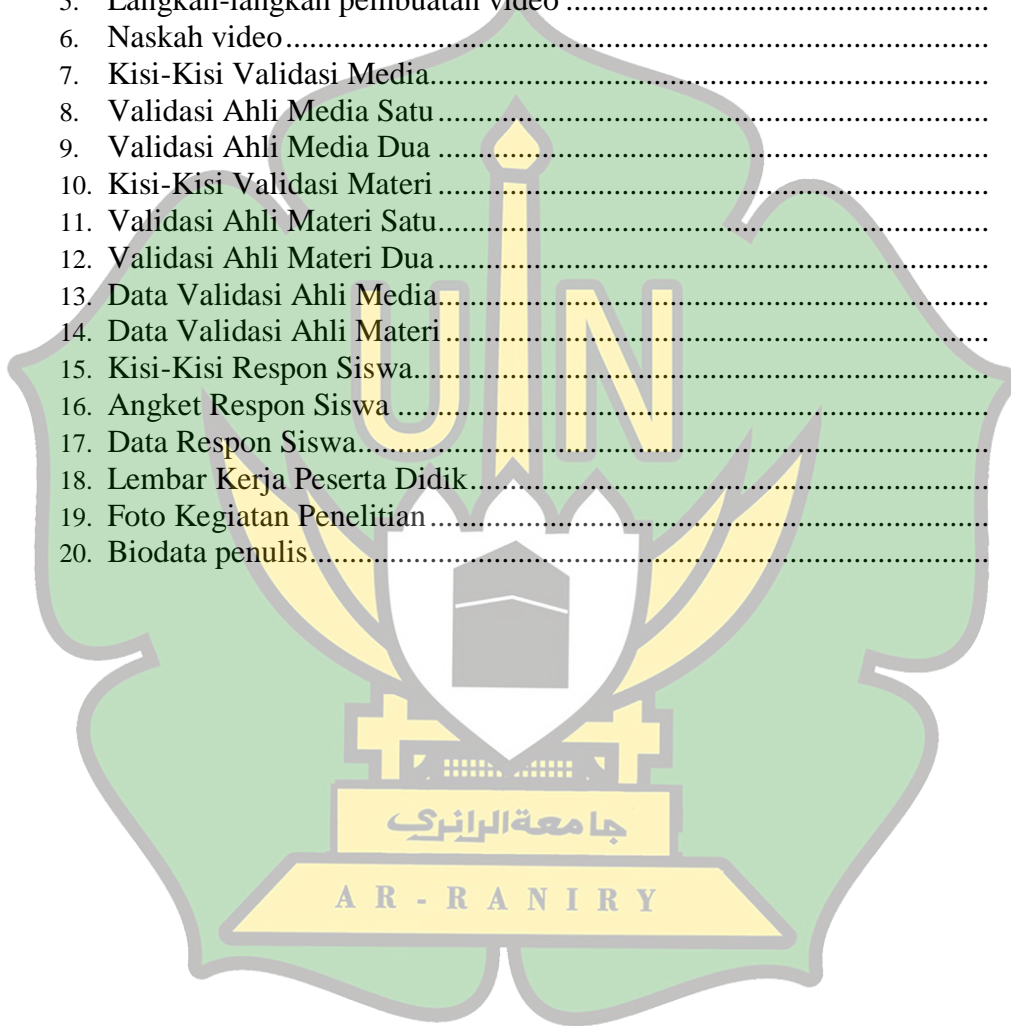 5. Langkah-langkah pembuatan video ....................................................
6. Naskah video.......................................................................................
7. Kisi-Kisi Validasi Media.....................................................................
8. Validasi Ahli Media Satu ....................................................................
9. Validasi Ahli Media Dua ....................................................................
10. Kisi-Kisi Validasi Materi ....................................................................
11. Validasi Ahli Materi Satu....................................................................
12. Validasi Ahli Materi Dua ....................................................................
13. Data Validasi Ahli Media....................................................................
14. Data Validasi Ahli Materi ...................................................................
15. Kisi-Kisi Respon Siswa.......................................................................
16. Angket Respon Siswa .........................................................................
17. Data Respon Siswa..............................................................................
18. Lembar Kerja Peserta Didik................................................................
19. Foto Kegiatan Penelitian .....................................................................
20. Biodata penulis....................................................................................
UIN
جامعةالرانرك
AR-RANIRY